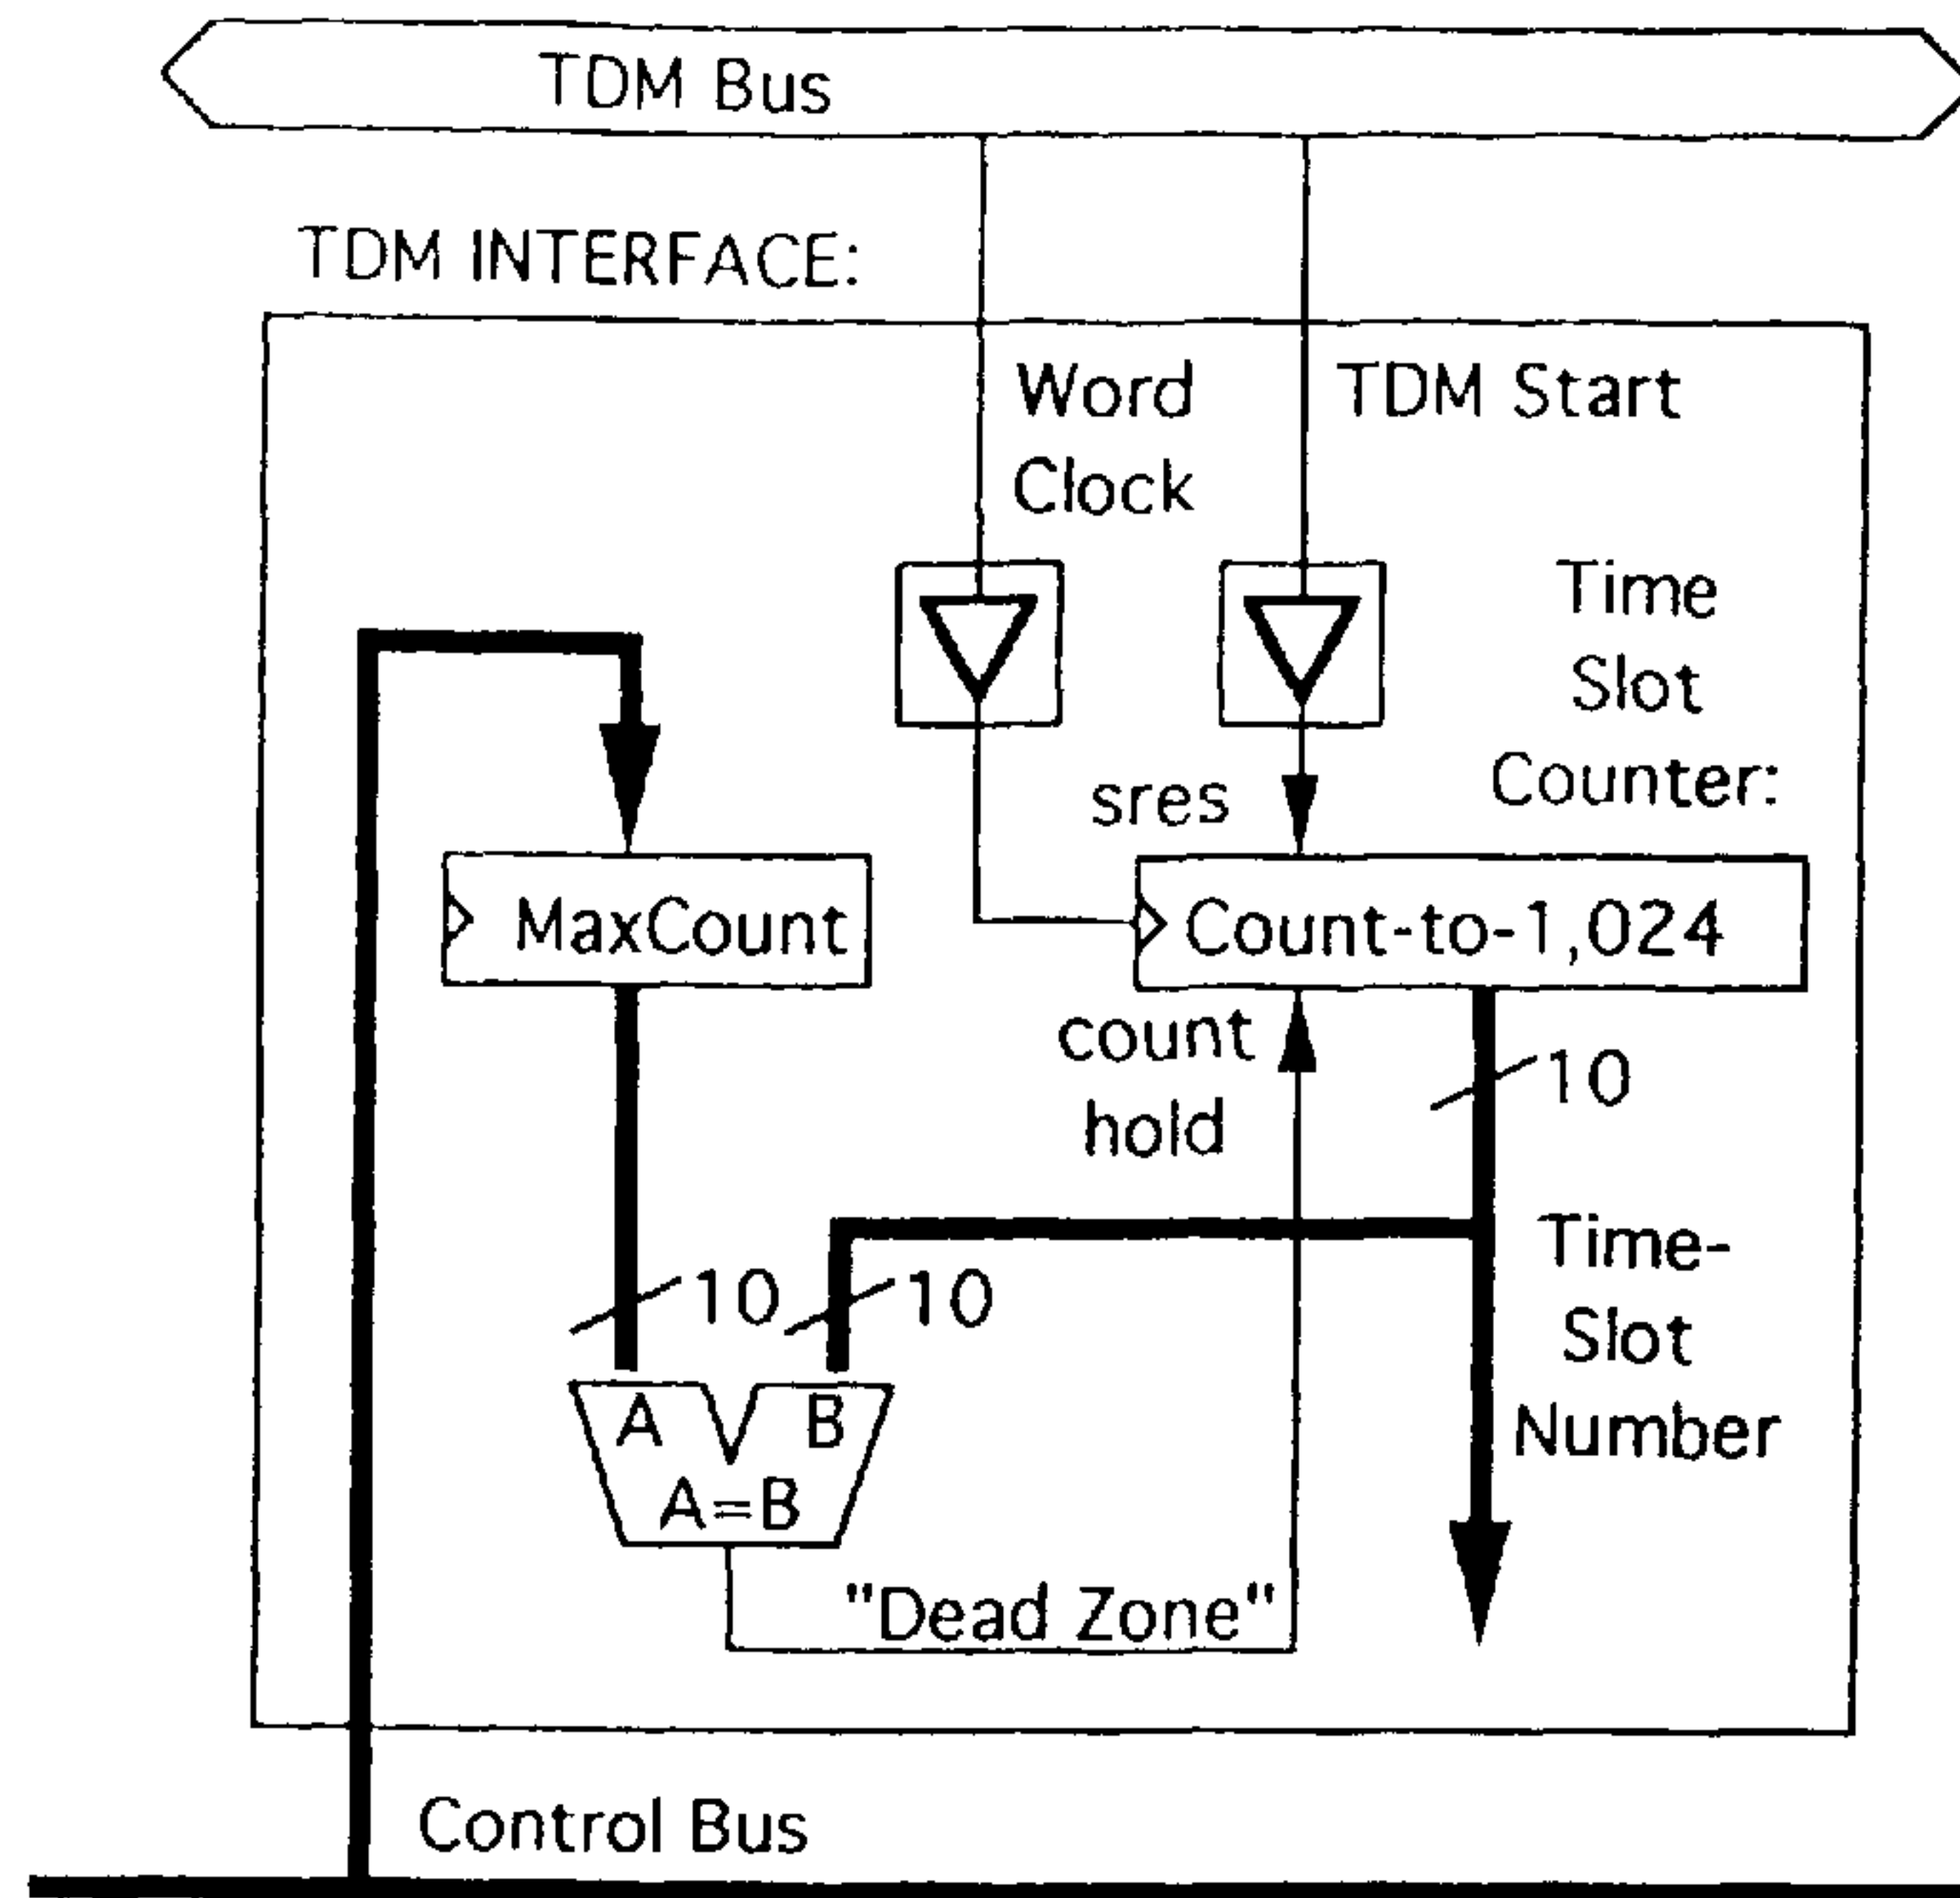 TDM Bus
TDM INTERFACE:
Word
Clock
TDM Start
Time
Slot
Counter:
sres
MaxCount
Count-to-1,024
count
hold
10
10
10
Time-
Slot
Number
A B
A=B
"Dead Zone"
Control Bus